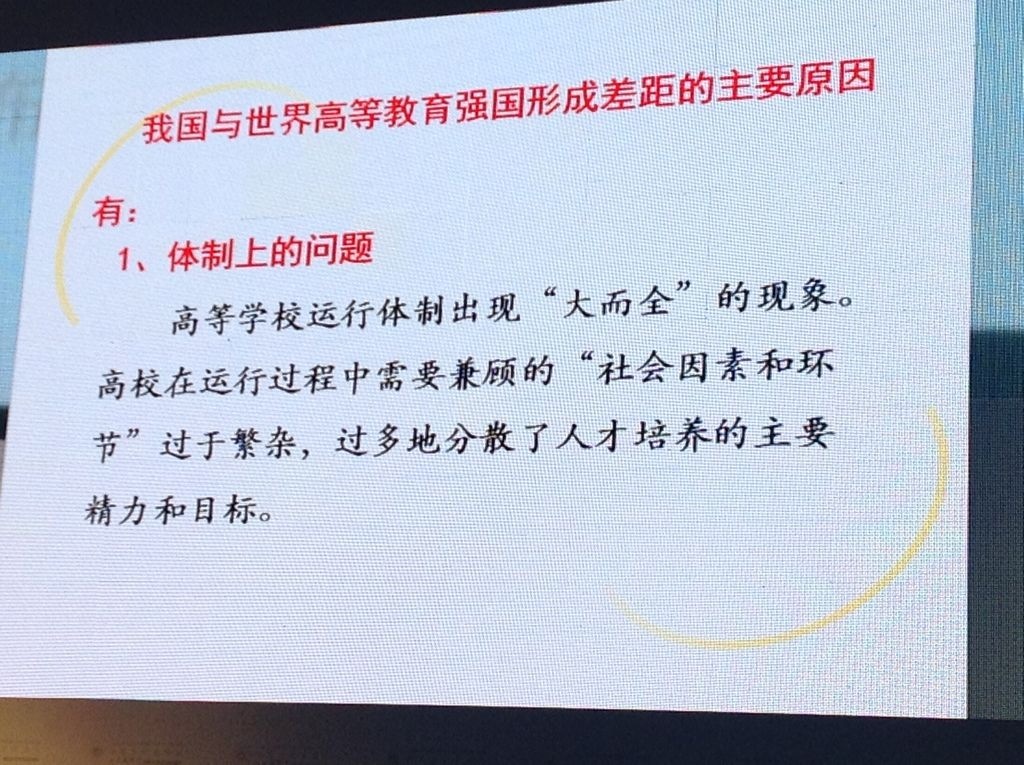 我国与世界高等教育强国形成差距的主要原因
有：
1、体制上的问题
高等学校运行体制出现“大而全”的现象。
高校在运行过程中需要兼顾的“社会因素和环
节”过于繁杂，过多地分散了人才培养的主要
精力和目标。